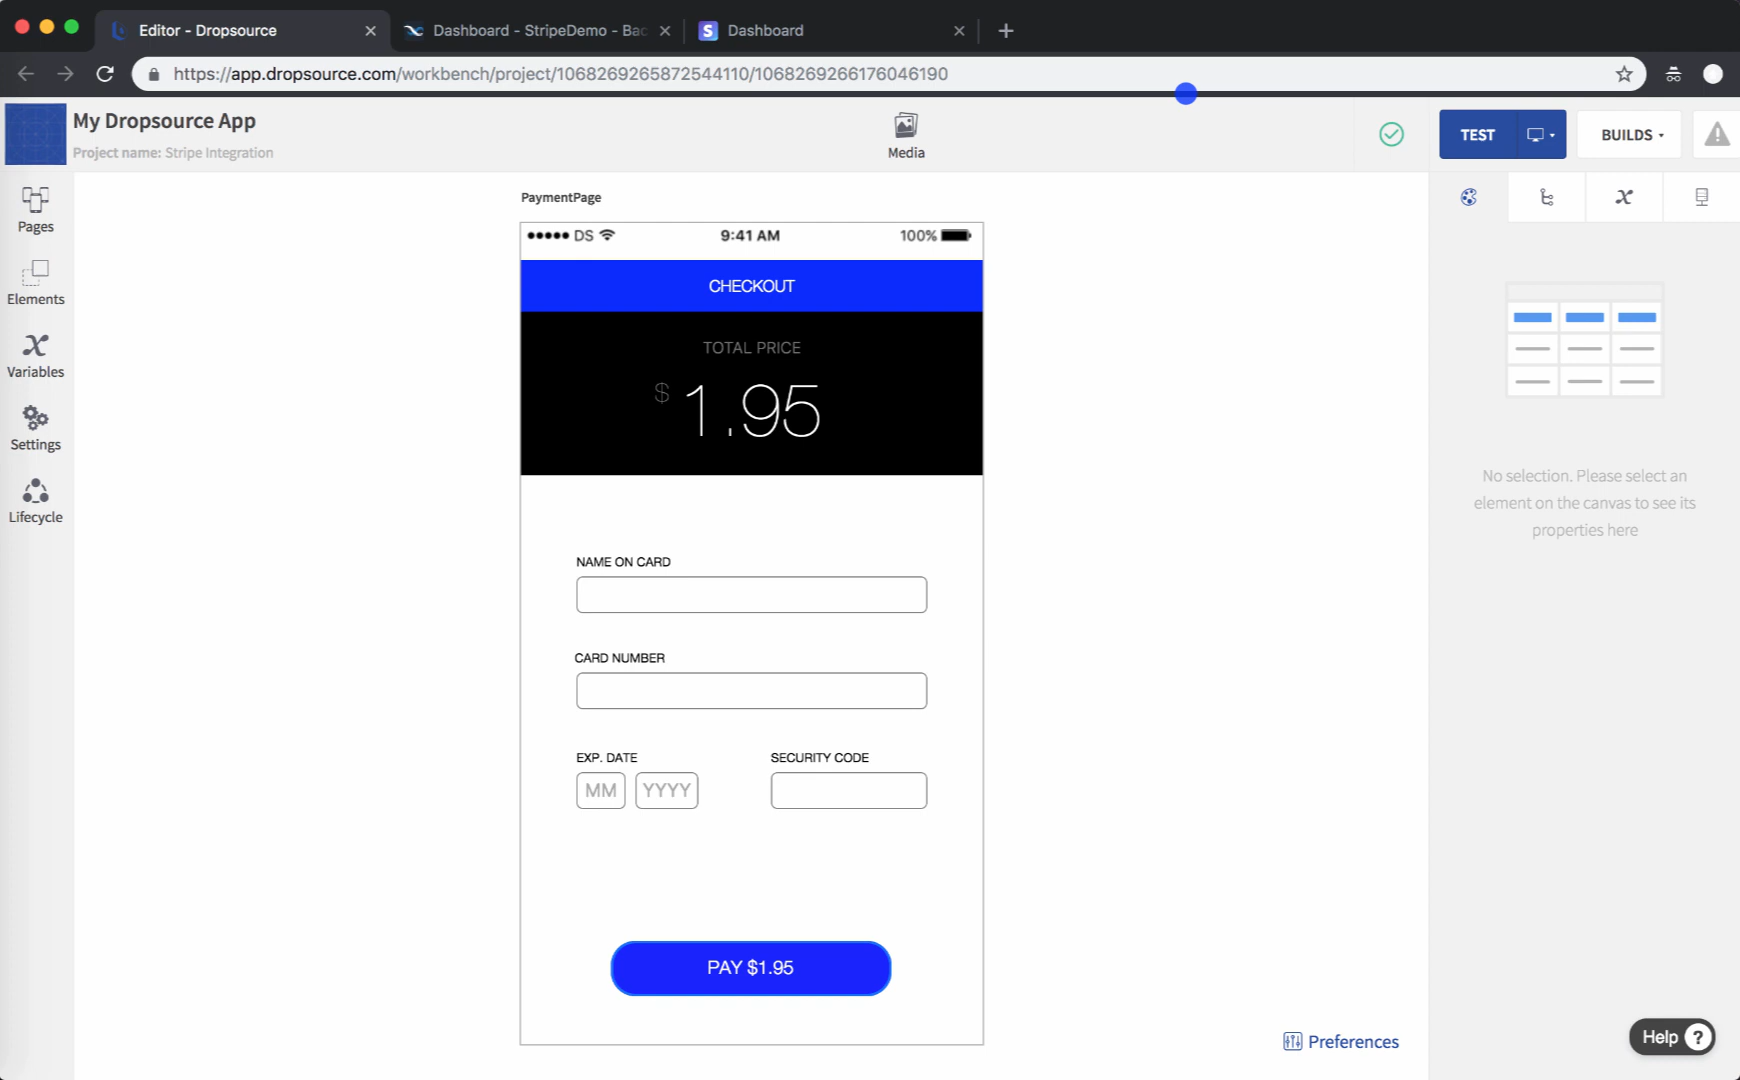 Editor - Dropsource
Dashboard - StripeDemo - Bac
Dashboard
https://app.dropsource.com/workbench/project/1068269265872544110/1068269266176046190
My Dropsource App
Project name: Stripe Integration
Media
TEST
BUILDS
Pages
Elements
Variables
Settings
Lifecycle
PaymentPage
DS
9:41 AM
100%
CHECKOUT
TOTAL PRICE
$ 1.95
NAME ON CARD
CARD NUMBER
EXP. DATE
SECURITY CODE
MM
YYYY
PAY $1.95
No selection. Please select an
element on the canvas to see its
properties here
Preferences
Help ?